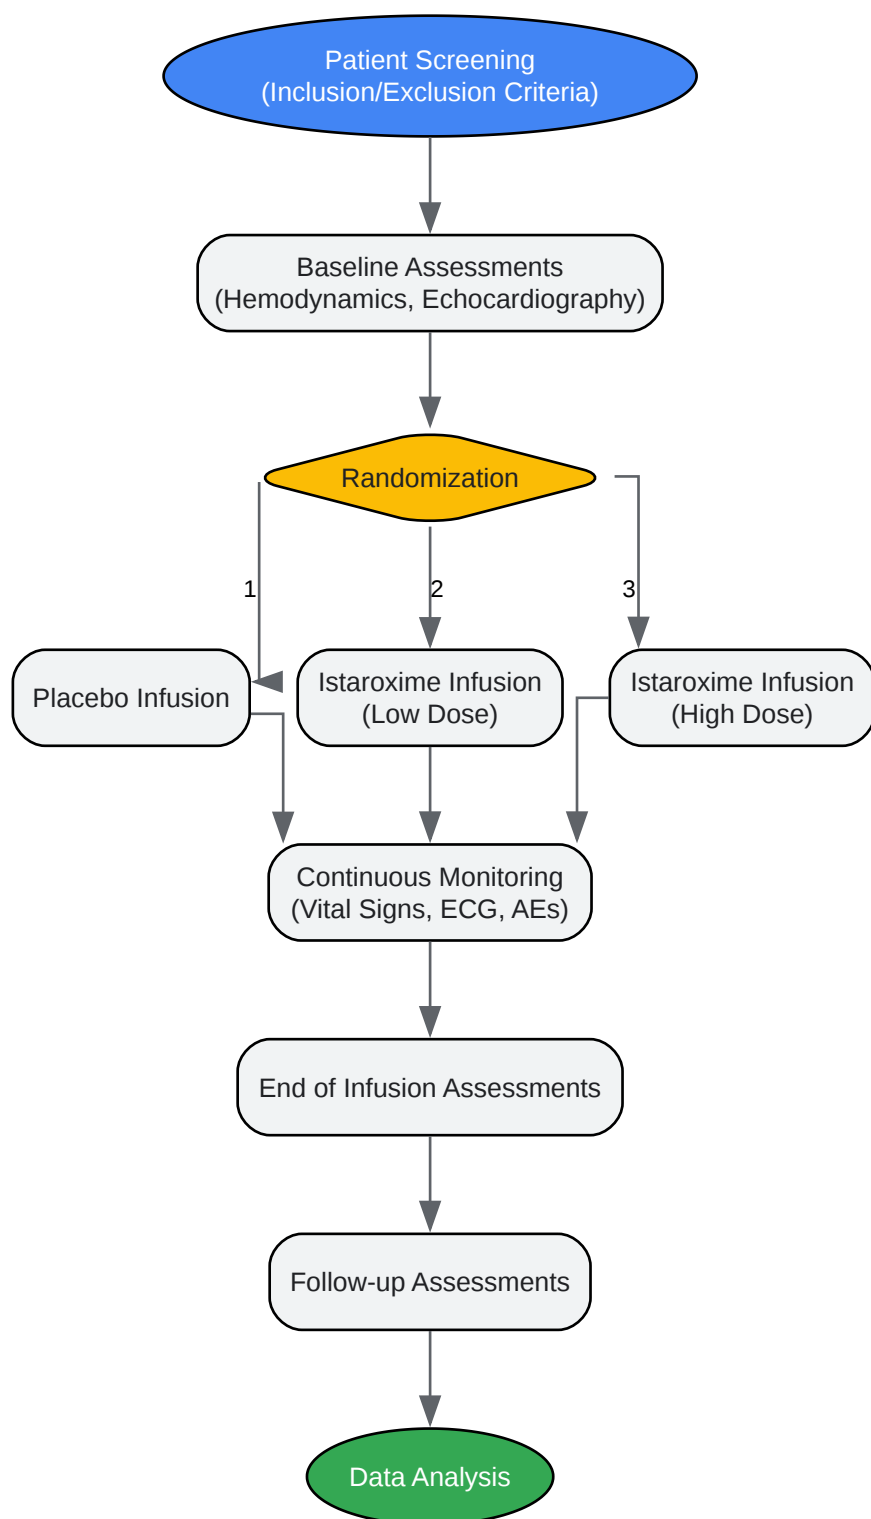 Patient Screening
(Inclusion/Exclusion Criteria)
Baseline Assessments
(Hemodynamics, Echocardiography)
Randomization
1
2
3
Placebo Infusion
Istaroxime Infusion
(Low Dose)
Istaroxime Infusion
(High Dose)
Continuous Monitoring
(Vital Signs, ECG, AEs)
End of Infusion Assessments
Follow-up Assessments
Data Analysis